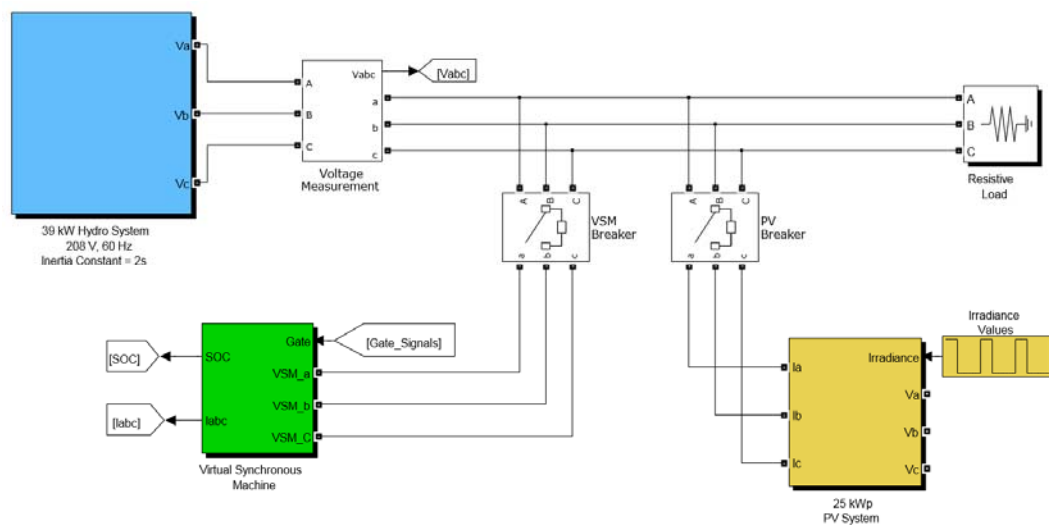 Va
Vb
Vc
39 kW Hydro System
208 V, 60 Hz
Inertia Constant = 2s
A
B
C
Vabc
a
b
c
Voltage
Measurement
[Vabc]
A
B
C
Resistive
Load
A B C
a b c
VSM
Breaker
A B C
a b c
PV
Breaker
[SOC]
[Iabc]
SOC
Iabc
Gate
VSM_a
VSM_b
VSM_C
[Gate_Signals]
Virtual Synchronous
Machine
Irradiance
Values
Ia
Ib
Ic
Irradiance
Va
Vb
Vc
25 kWp
PV System